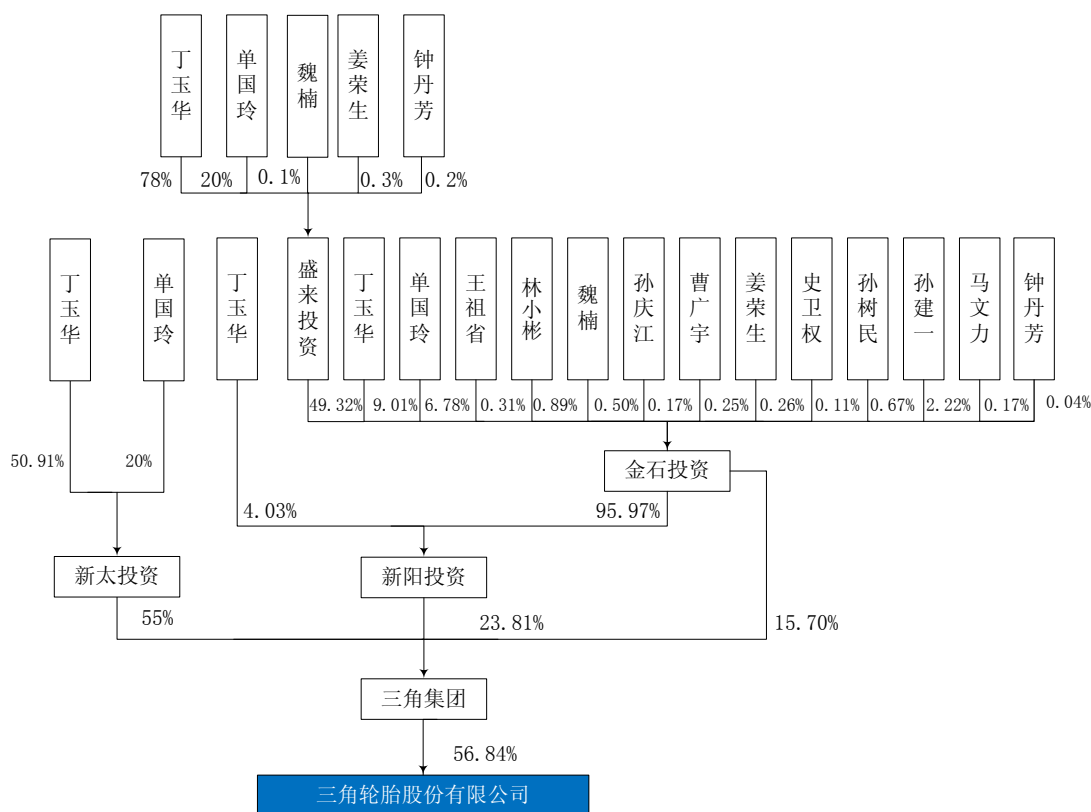 丁玉华
单国玲
魏楠
姜荣生
钟丹芳
78%
20%
0.1%
0.3%
0.2%
丁玉华
单国玲
丁玉华
盛来投资
丁玉华
单国玲
王祖省
林小彬
魏楠
孙庆江
曹广宇
姜荣生
史卫权
孙树民
孙建一
马文力
钟丹芳
49.32%
9.01%
6.78%
0.31%
0.89%
0.50%
0.17%
0.25%
0.26%
0.11%
0.67%
2.22%
0.17%
0.04%
50.91%
20%
金石投资
4.03%
95.97%
新太投资
新阳投资
55%
23.81%
15.70%
三角集团
56.84%
三角轮胎股份有限公司